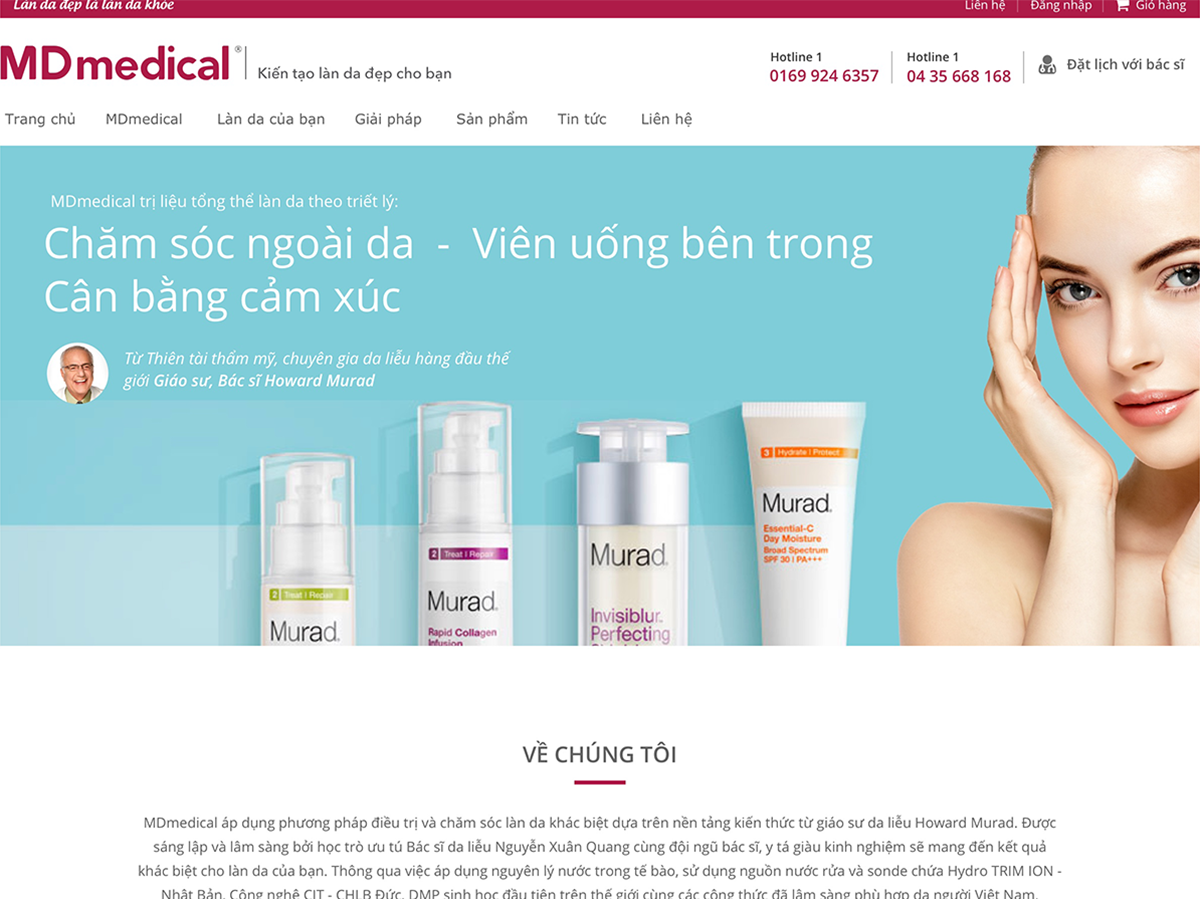 Làn da đẹp là làn da khỏe
Liên hệ
Đăng nhập
Giỏ hàng
MDmedical®
Kiến tạo làn da đẹp cho bạn
Hotline 1
0169 924 6357
Hotline 1
04 35 668 168
Đặt lịch với bác sĩ
Trang chủ
MDmedical
Làn da của bạn
Giải pháp
Sản phẩm
Tin tức
Liên hệ
MDmedical trị liệu tổng thể làn da theo triết lý:
Chăm sóc ngoài da - Viên uống bên trong
Cân bằng cảm xúc
Từ Thiên tài thẩm mỹ, chuyên gia da liễu hàng đầu thế
giới Giáo sư, Bác sĩ Howard Murad
2 Treat | Repair
Murad.
2 Treat | Repair
Murad.
Rapid Collagen
Infusion
Murad.
Invisiblur.
Perfecting
3 Hydrate | Protect
Murad.
Essential-C
Day Moisture
Broad Spectrum
SPF 30 | PA+++
VỀ CHÚNG TÔI
MDmedical áp dụng phương pháp điều trị và chăm sóc làn da khác biệt dựa trên nền tảng kiến thức từ giáo sư da liễu Howard Murad. Được
sáng lập và lâm sàng bởi học trò ưu tú Bác sĩ da liễu Nguyễn Xuân Quang cùng đội ngũ bác sĩ, y tá giàu kinh nghiệm sẽ mang đến kết quả
khác biệt cho làn da của bạn. Thông qua việc áp dụng nguyên lý nước trong tế bào, sử dụng nguồn nước rửa và sonde chứa Hydro TRIM ION -
Nhật Bản, Công nghệ CIT - CHLB Đức, DMP sinh học đầu tiên trên thế giới cùng các công thức đã lâm sàng phù hợp da người Việt Nam.